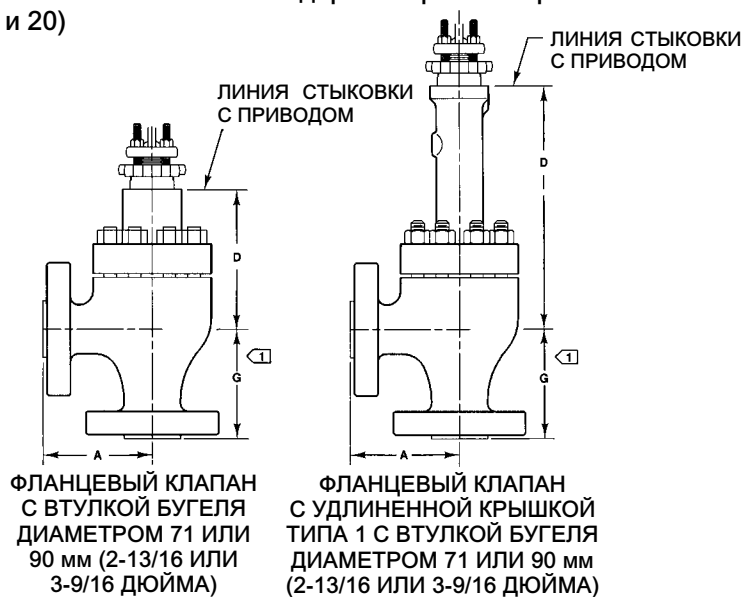 и 20)
ЛИНИЯ СТЫКОВКИ
С ПРИВОДОМ
ЛИНИЯ СТЫКОВКИ
С ПРИВОДОМ
D
D
1
1
G
G
A
A
ФЛАНЦЕВЫЙ КЛАПАН
С ВТУЛКОЙ БУГЕЛЯ
ДИАМЕТРОМ 71 ИЛИ
90 мм (2-13/16 ИЛИ
3-9/16 ДЮЙМА)
ФЛАНЦЕВЫЙ КЛАПАН
С УДЛИНЕННОЙ КРЫШКОЙ
ТИПА 1 С ВТУЛКОЙ БУГЕЛЯ
ДИАМЕТРОМ 71 ИЛИ 90 мм
(2-13/16 ИЛИ 3-9/16 ДЮЙМА)